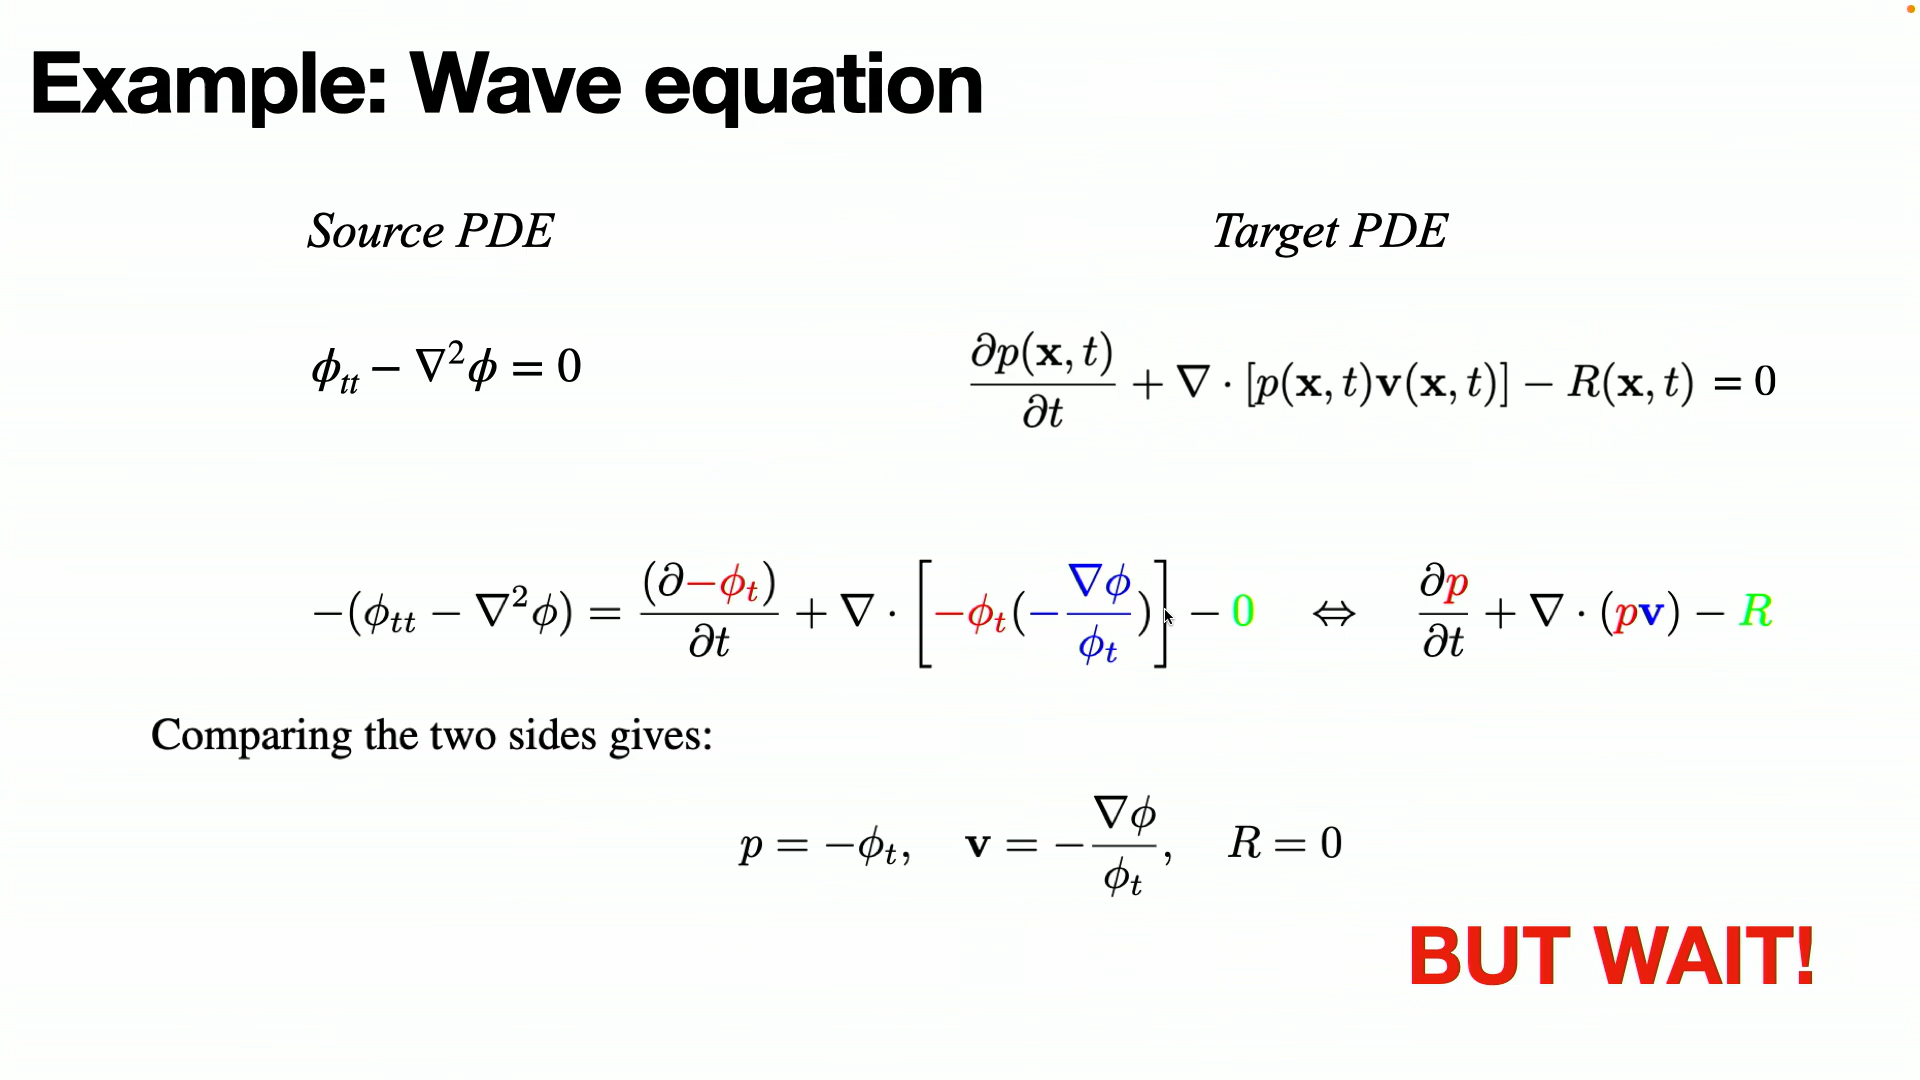 Example: Wave equation
Source PDE
Target PDE
ϕ_tt − ∇²ϕ = 0
∂p(𝐱, t)/∂t + ∇ · [p(𝐱, t)𝐯(𝐱, t)] − R(𝐱, t) = 0
−(ϕ_tt − ∇²ϕ) = (∂−ϕ_t)/∂t + ∇ · [−ϕ_t(−∇ϕ/ϕ_t)] − 0 ⇔ ∂p/∂t + ∇ · (p𝐯) − R
Comparing the two sides gives:
p = −ϕ_t, 𝐯 = −∇ϕ/ϕ_t, R = 0
BUT WAIT!